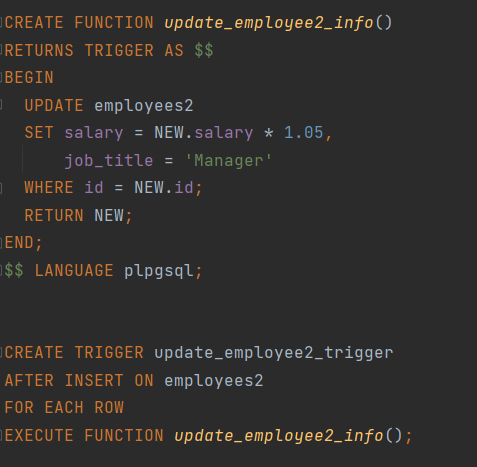 CREATE FUNCTION update_employee2_info()
RETURNS TRIGGER AS $$
BEGIN
  UPDATE employees2
  SET salary = NEW.salary * 1.05,
      job_title = 'Manager'
  WHERE id = NEW.id;
  RETURN NEW;
END;
$$ LANGUAGE plpgsql;
CREATE TRIGGER update_employee2_trigger
AFTER INSERT ON employees2
FOR EACH ROW
EXECUTE FUNCTION update_employee2_info();